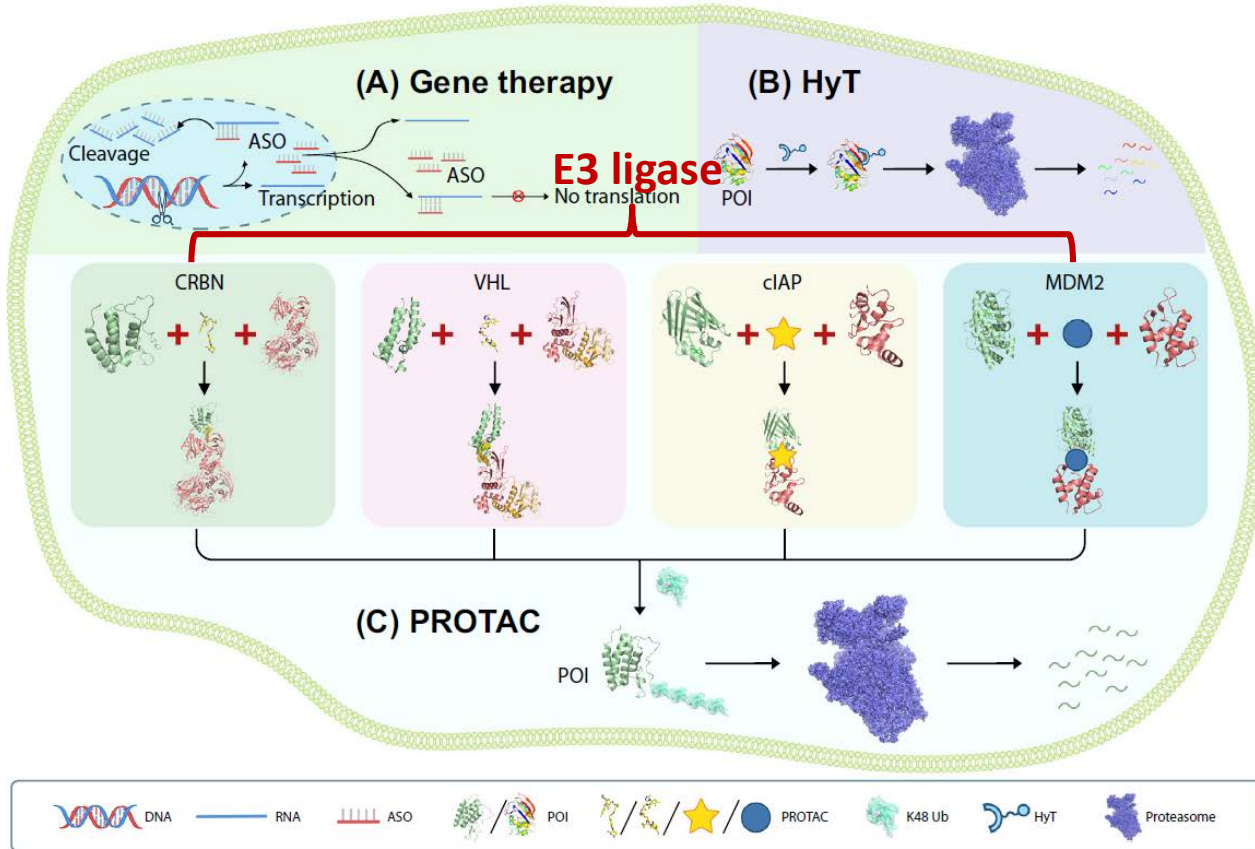 (A) Gene therapy
(B) HyT
Cleavage
ASO
Transcription
ASO
No translation
E3 ligase
POI
CRBN
VHL
cIAP
MDM2
(C) PROTAC
POI
DNA
RNA
ASO
POI
PROTAC
K48 Ub
HyT
Proteasome